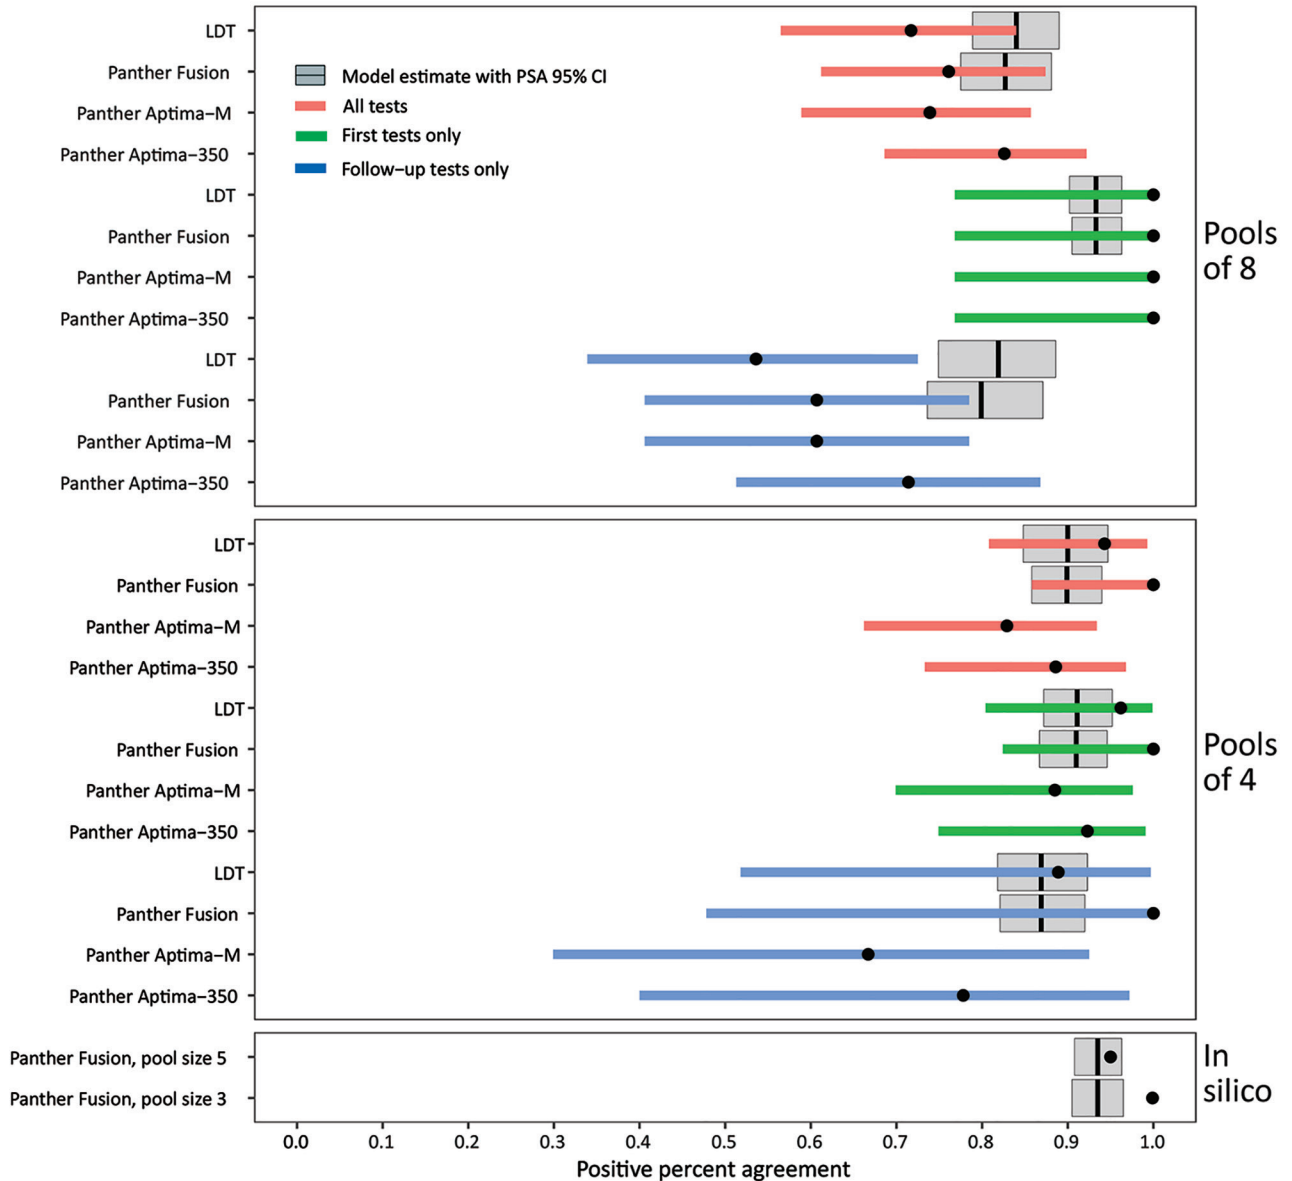 LDT
Panther Fusion
Panther Aptima–M
Panther Aptima–350
LDT
Panther Fusion
Panther Aptima–M
Panther Aptima–350
LDT
Panther Fusion
Panther Aptima–M
Panther Aptima–350
Model estimate with PSA 95% CI
All tests
First tests only
Follow–up tests only
Pools
of 8
LDT
Panther Fusion
Panther Aptima–M
Panther Aptima–350
LDT
Panther Fusion
Panther Aptima–M
Panther Aptima–350
LDT
Panther Fusion
Panther Aptima–M
Panther Aptima–350
Pools
of 4
Panther Fusion, pool size 5
Panther Fusion, pool size 3
In
silico
0.0 0.1 0.2 0.3 0.4 0.5 0.6 0.7 0.8 0.9 1.0
Positive percent agreement